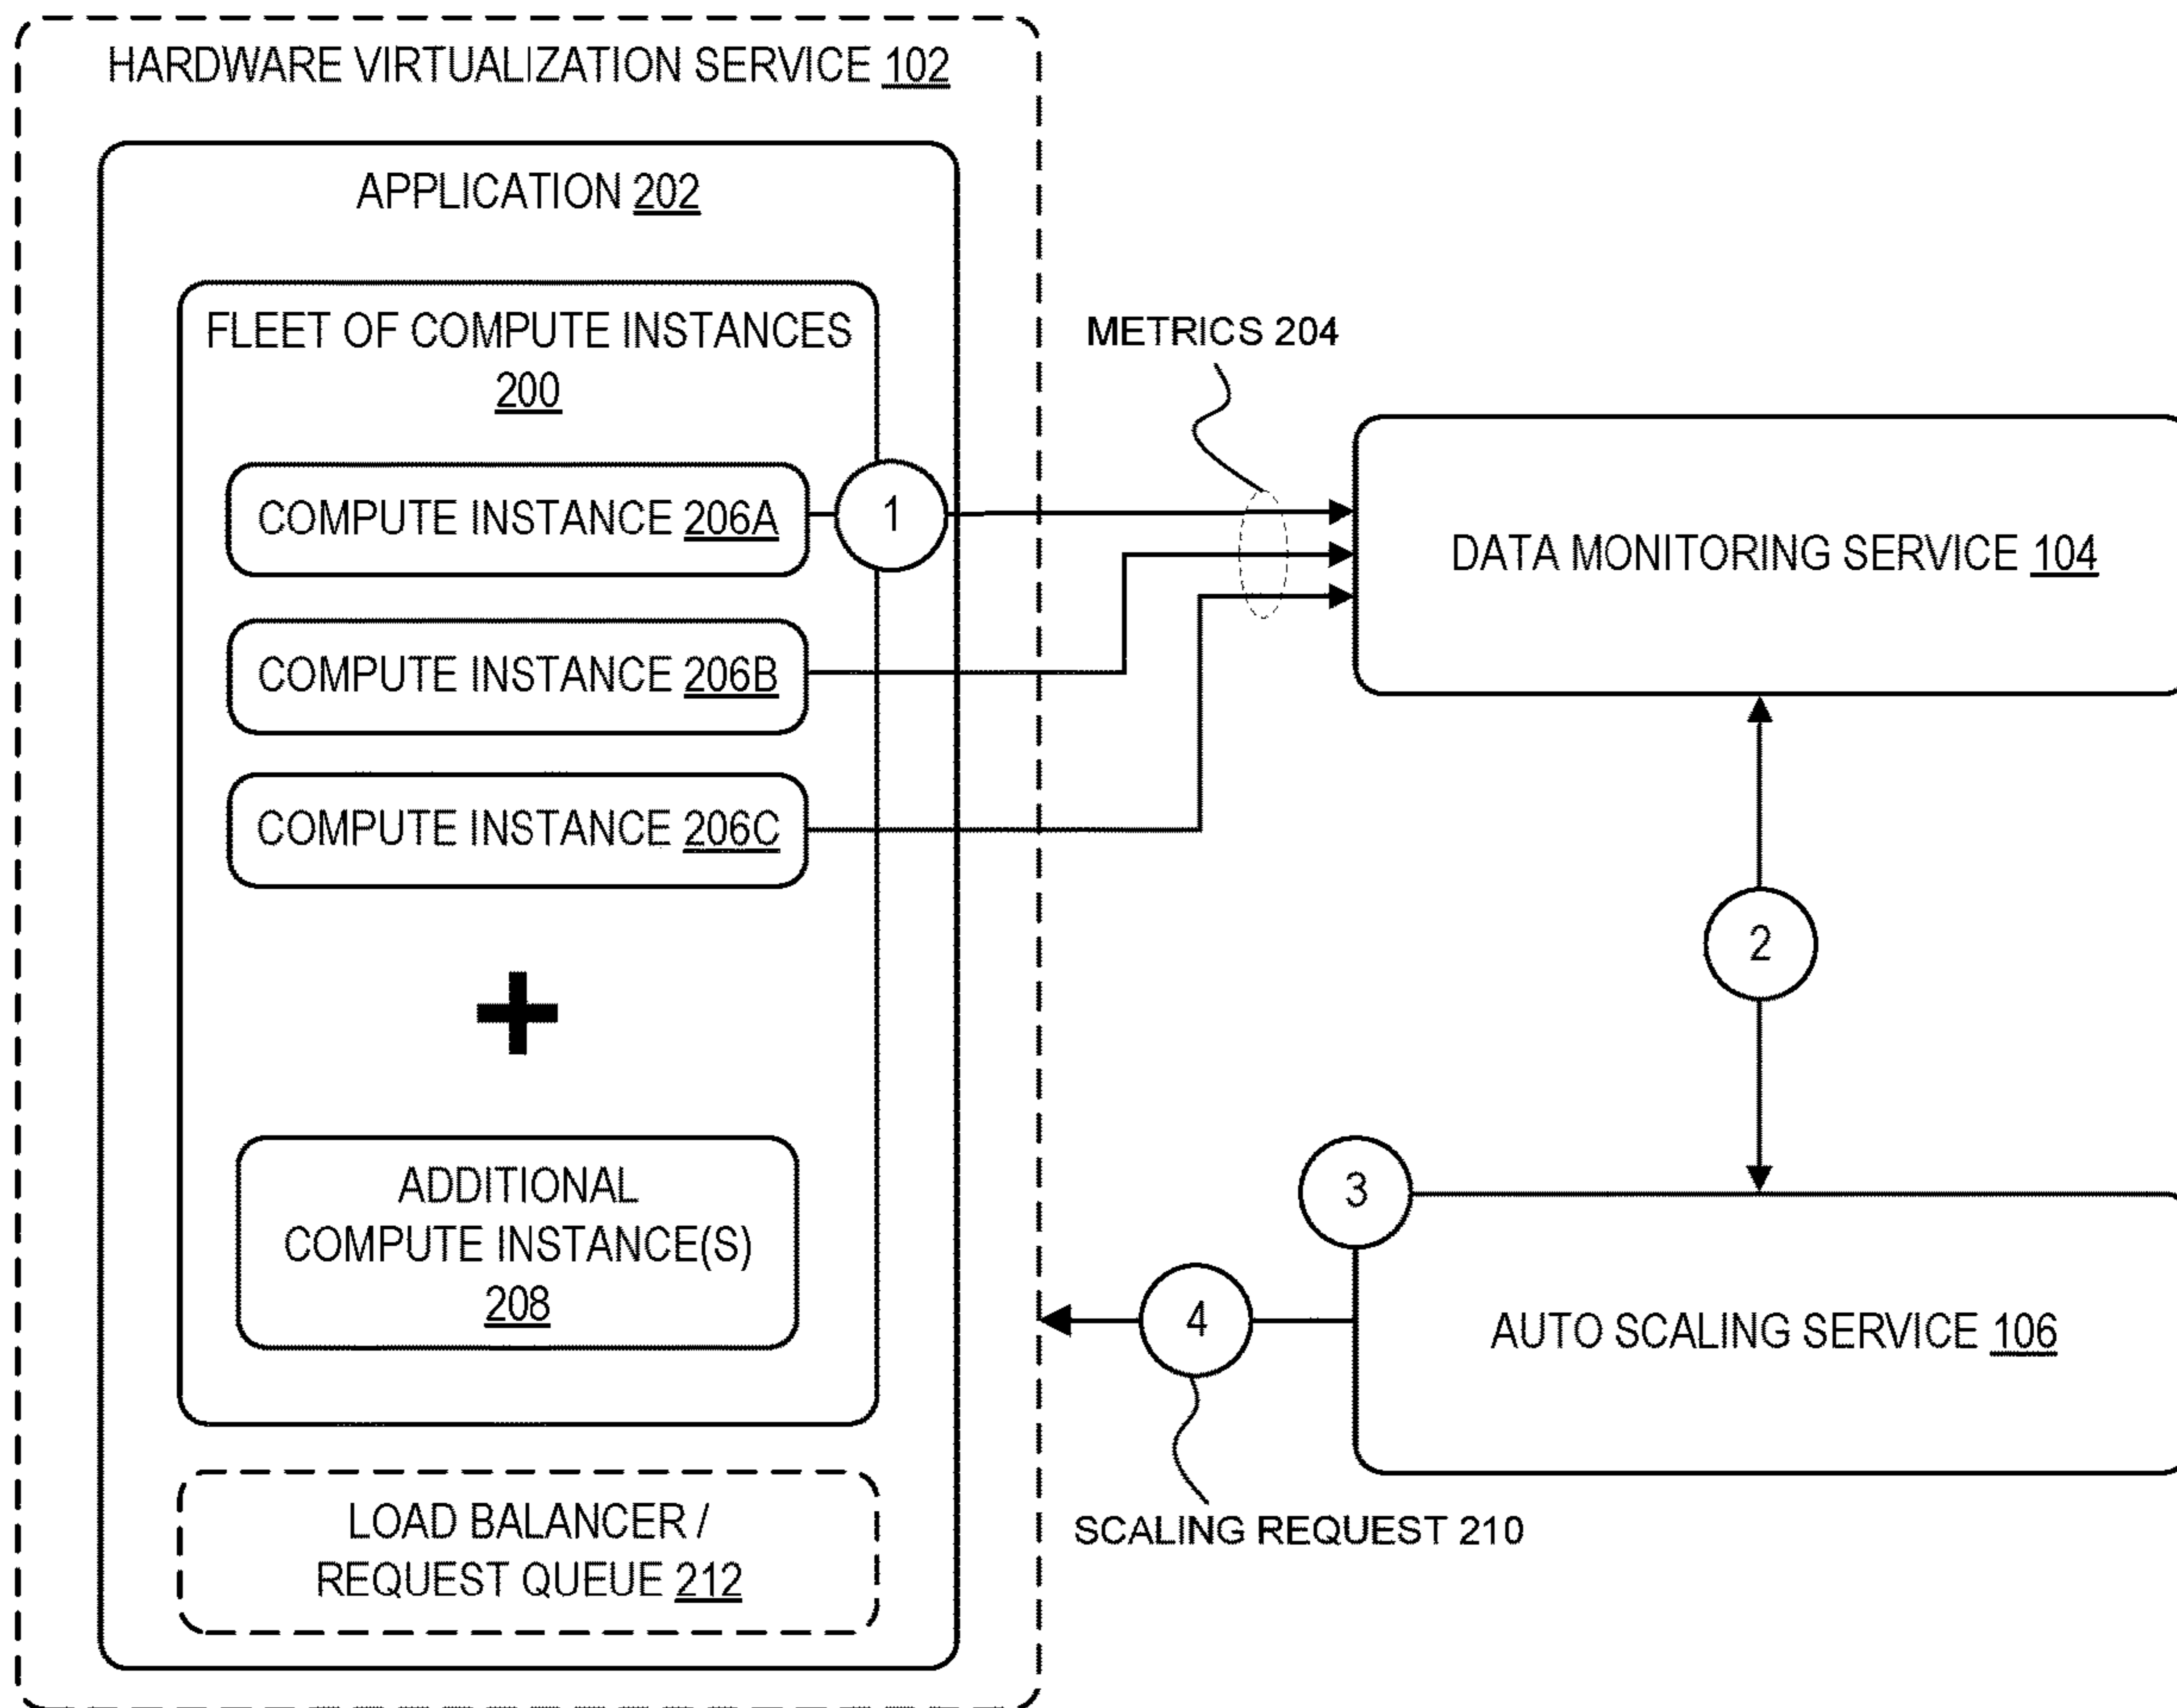 HARDWARE VIRTUALIZATION SERVICE 102
APPLICATION 202
FLEET OF COMPUTE INSTANCES
200
COMPUTE INSTANCE 206A
1
COMPUTE INSTANCE 206B
COMPUTE INSTANCE 206C
+
ADDITIONAL
COMPUTE INSTANCE(S)
208
LOAD BALANCER /
REQUEST QUEUE 212
METRICS 204
DATA MONITORING SERVICE 104
2
3
4
AUTO SCALING SERVICE 106
SCALING REQUEST 210